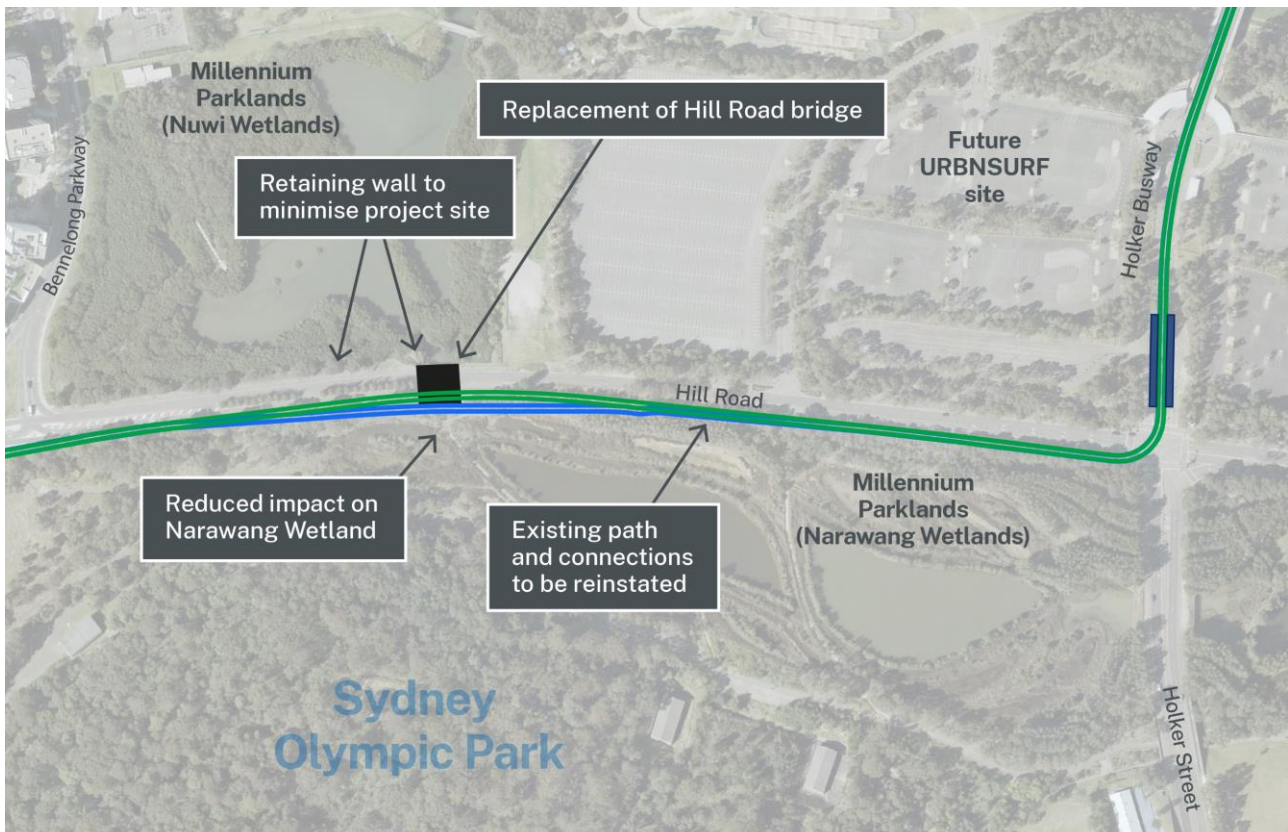 Millennium
Parklands
(Nuwi Wetlands)
Replacement of Hill Road bridge
Future
URBNSURF
site
Retaining wall to
minimise project site
Bennelong Parkway
Holker Busway
Hill Road
Reduced impact on
Narawang Wetland
Existing path
and connections
to be reinstated
Millennium
Parklands
(Narawang Wetlands)
Sydney
Olympic Park
Holker Street